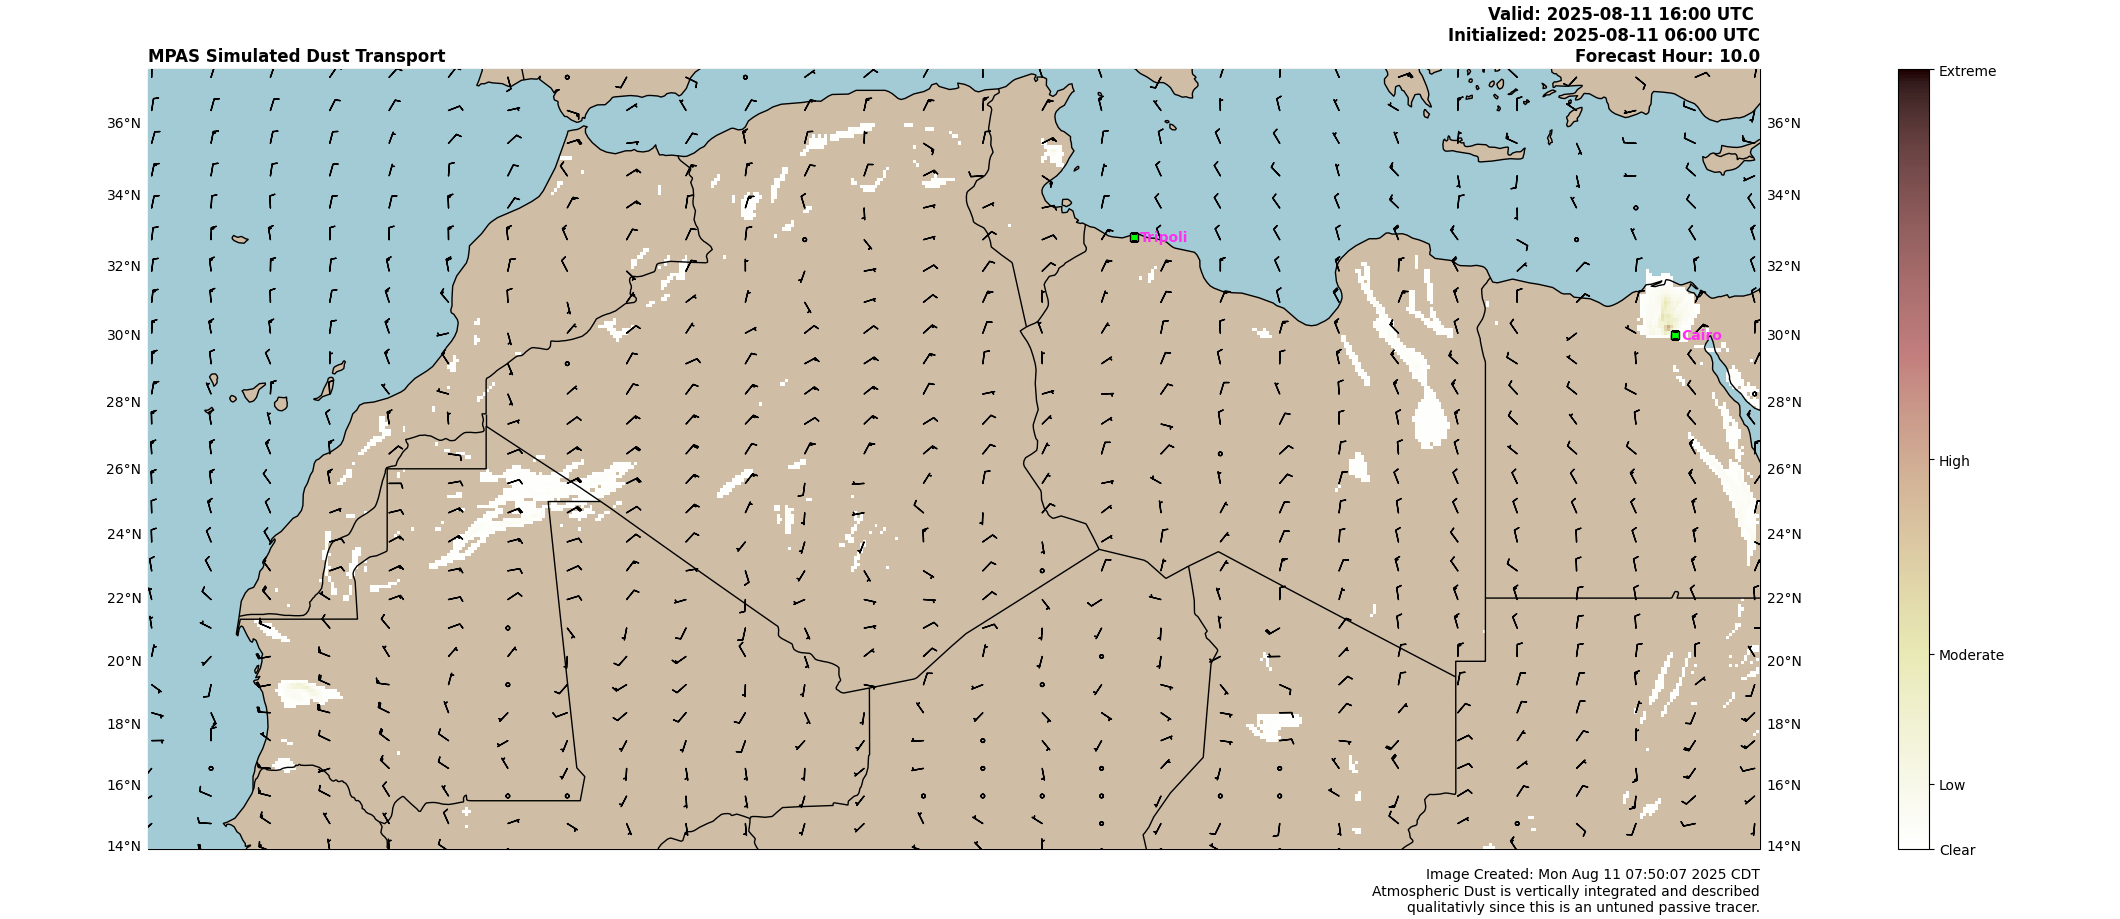 Valid: 2025-08-11 16:00 UTC
Initialized: 2025-08-11 06:00 UTC
MPAS Simulated Dust Transport
Forecast Hour: 10.0
Extreme
36°N
36°N
34°N
34°N
Tripoli
32°N
32°N
30°N
Cairo
30°N
28°N
28°N
26°N
26°N
High
24°N
24°N
22°N
22°N
Moderate
20°N
20°N
18°N
18°N
16°N
16°N
Low
14°N
14°N
Clear
Image Created: Mon Aug 11 07:50:07 2025 CDT
Atmospheric Dust is vertically integrated and described
qualitativly since this is an untuned passive tracer.